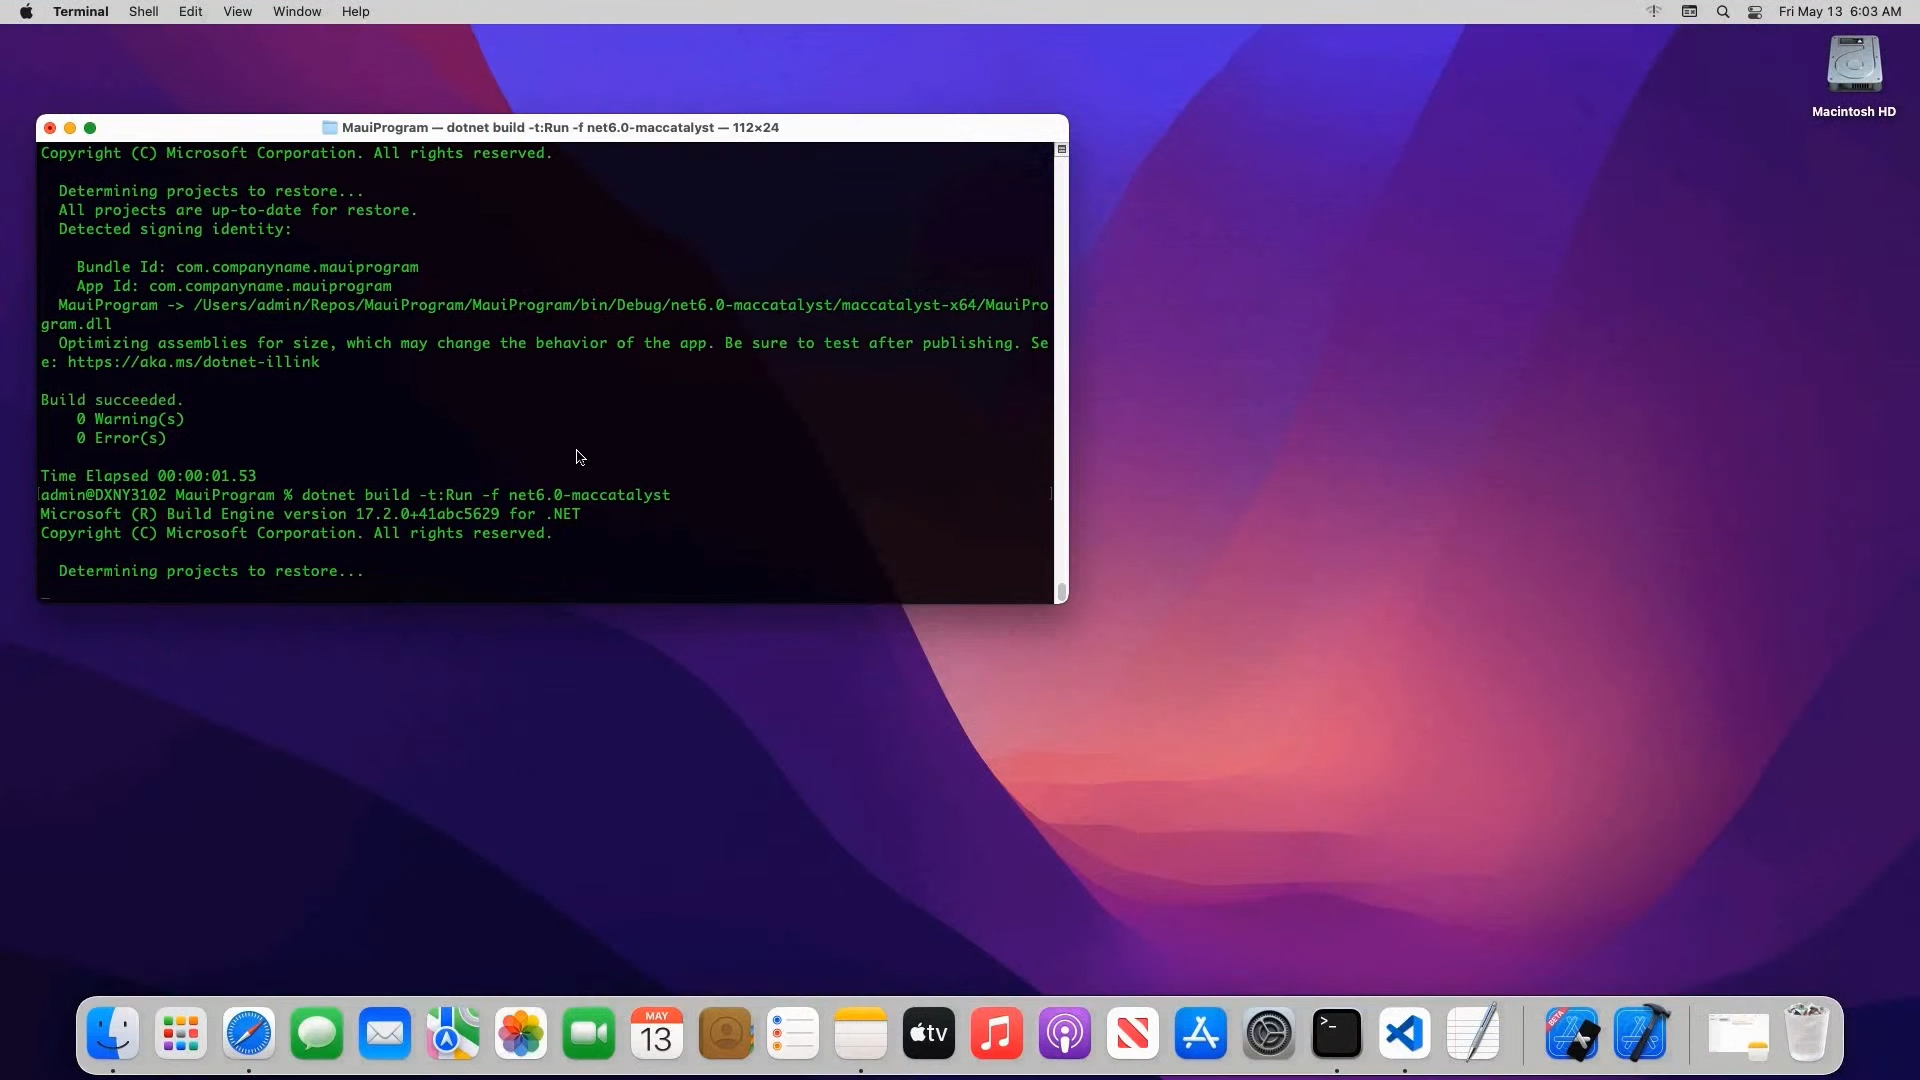 Terminal Shell Edit View Window Help
Fri May 13 6:03 AM
Macintosh HD
MauiProgram — dotnet build -t:Run -f net6.0-maccatalyst — 112×24
Copyright (C) Microsoft Corporation. All rights reserved.
Determining projects to restore...
All projects are up-to-date for restore.
Detected signing identity:
Bundle Id: com.companyname.mauiprogram
App Id: com.companyname.mauiprogram
MauiProgram -> /Users/admin/Repos/MauiProgram/MauiProgram/bin/Debug/net6.0-maccatalyst/maccatalyst-x64/MauiPro
gram.dll
Optimizing assemblies for size, which may change the behavior of the app. Be sure to test after publishing. Se
e: https://aka.ms/dotnet-illink
Build succeeded.
0 Warning(s)
0 Error(s)
Time Elapsed 00:00:01.53
[admin@DXNY3102 MauiProgram % dotnet build -t:Run -f net6.0-maccatalyst ]
Microsoft (R) Build Engine version 17.2.0+41abc5629 for .NET
Copyright (C) Microsoft Corporation. All rights reserved.
Determining projects to restore...
MAY
13
tv
>_
BETA